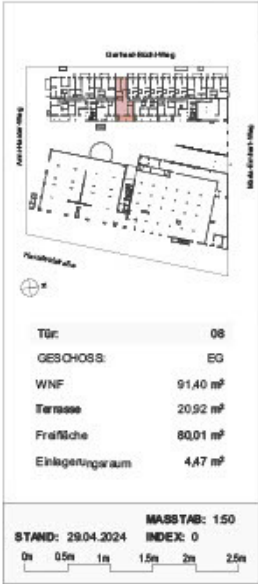 Tür: 08
GESCHOSS: EG
WNF 91,40 m²
Terrasse 20,92 m²
Freifläche 80,01 m²
Einlagerungsraum 4,47 m²
MASSTAB: 1:50
STAND: 29.04.2024 INDEX: 0
0m 0.5m 1m 1.5m 2m 2.5m